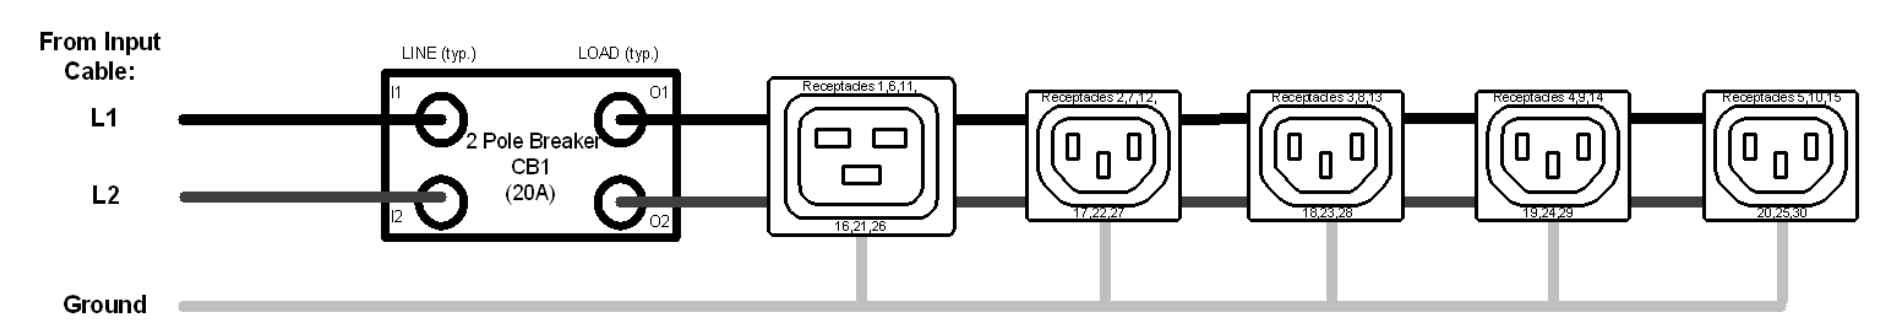 From Input
Cable:
L1
L2
Ground
LINE (typ.)
LOAD (typ.)
I1
O1
2 Pole Breaker
CB1
(20A)
I2
O2
Receptacles 1,6,11,
16,21,26
Receptacles 2,7,12,
17,22,27
Receptacles 3,8,13
18,23,28
Receptacles 4,9,14
19,24,29
Receptacles 5,10,15
20,25,30